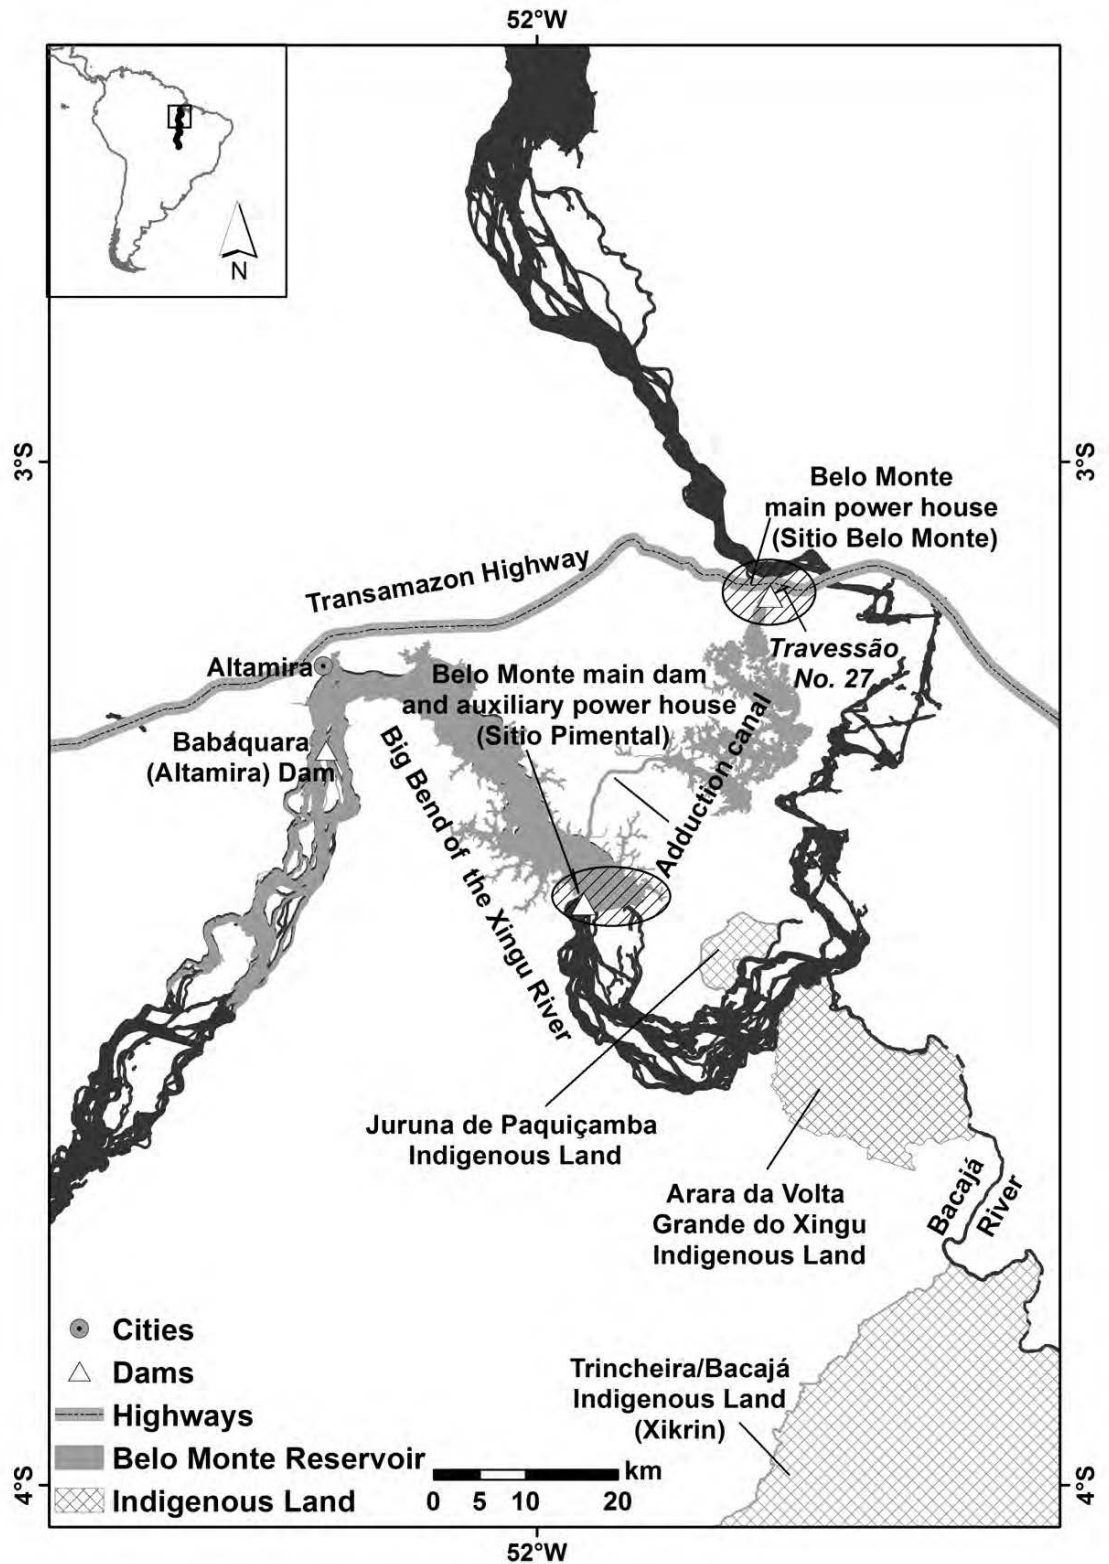 52°W
N
3°S
3°S
Belo Monte
main power house
(Sitio Belo Monte)
Transamazon Highway
Altamira
Travessão
No. 27
Belo Monte main dam
and auxiliary power house
(Sitio Pimental)
Babaquara
(Altamira) Dam
Big Bend of the Xingu River
Adduction canal
Juruna de Paquiçamba
Indigenous Land
Arara da Volta
Grande do Xingu
Indigenous Land
Bacajá
River
Trincheira/Bacajá
Indigenous Land
(Xikrin)
Cities
Dams
Highways
Belo Monte Reservoir
Indigenous Land
km
0 5 10 20
4°S
4°S
52°W